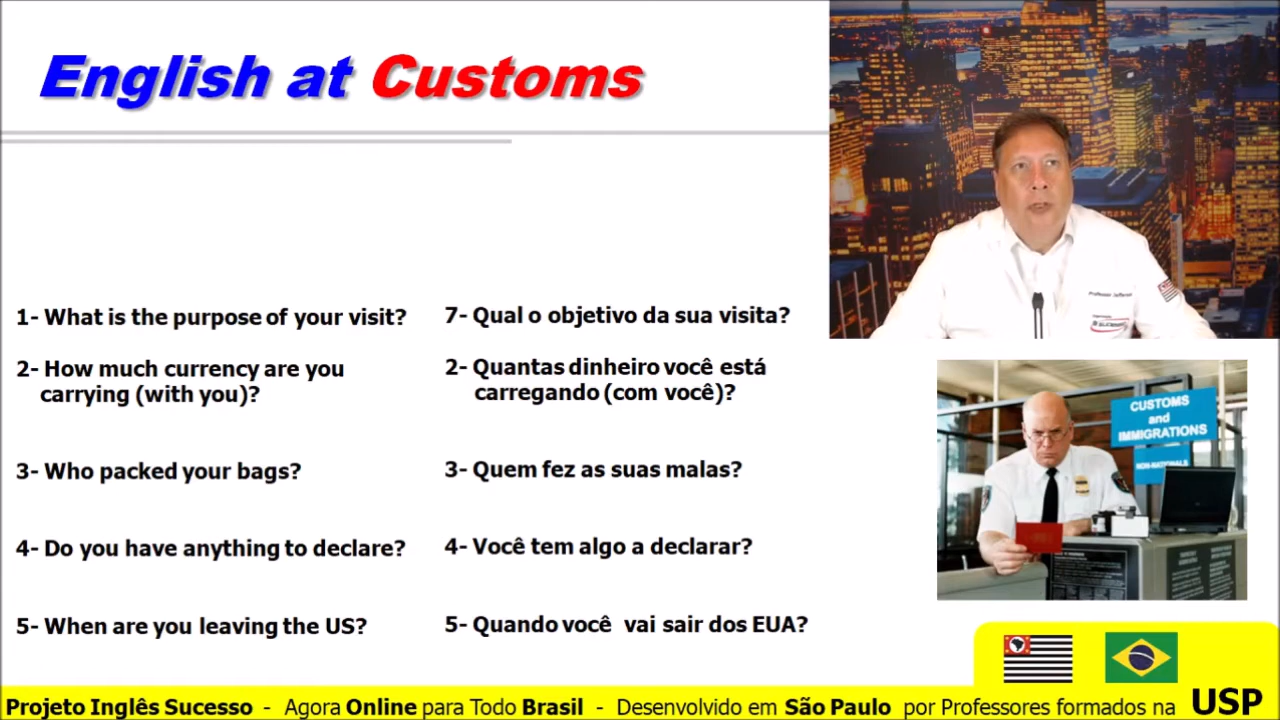 English at Customs
1- What is the purpose of your visit?
7- Qual o objetivo da sua visita?
2- How much currency are you
carrying (with you)?
2- Quantas dinheiro você está
carregando (com você)?
3- Who packed your bags?
3- Quem fez as suas malas?
4- Do you have anything to declare?
4- Você tem algo a declarar?
5- When are you leaving the US?
5- Quando você vai sair dos EUA?
Professor Jefferson
CUSTOMS
and
IMMIGRATIONS
NON-NATIONALS
Projeto Inglês Sucesso - Agora Online para Todo Brasil - Desenvolvido em São Paulo por Professores formados na USP